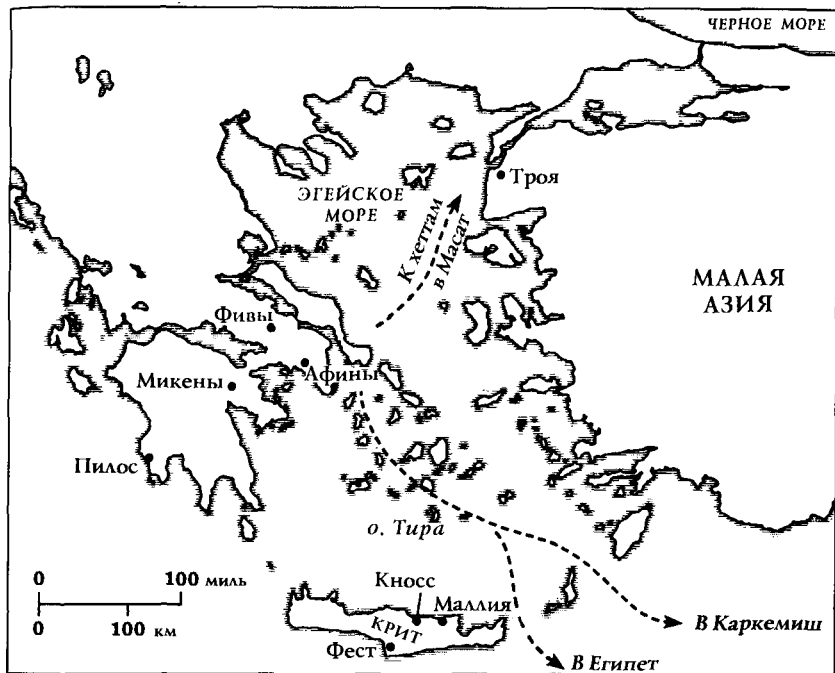 ЧЕРНОЕ МОРЕ
Троя
ЭГЕЙСКОЕ
МОРЕ
К хеттам
в Масат
МАЛАЯ
АЗИЯ
Фивы
Афины
Микены
Пилос
о. Тира
0 100 миль
0 100 км
Кносс
Маллия
КРИТ
Фест
В Каркемиш
В Египет